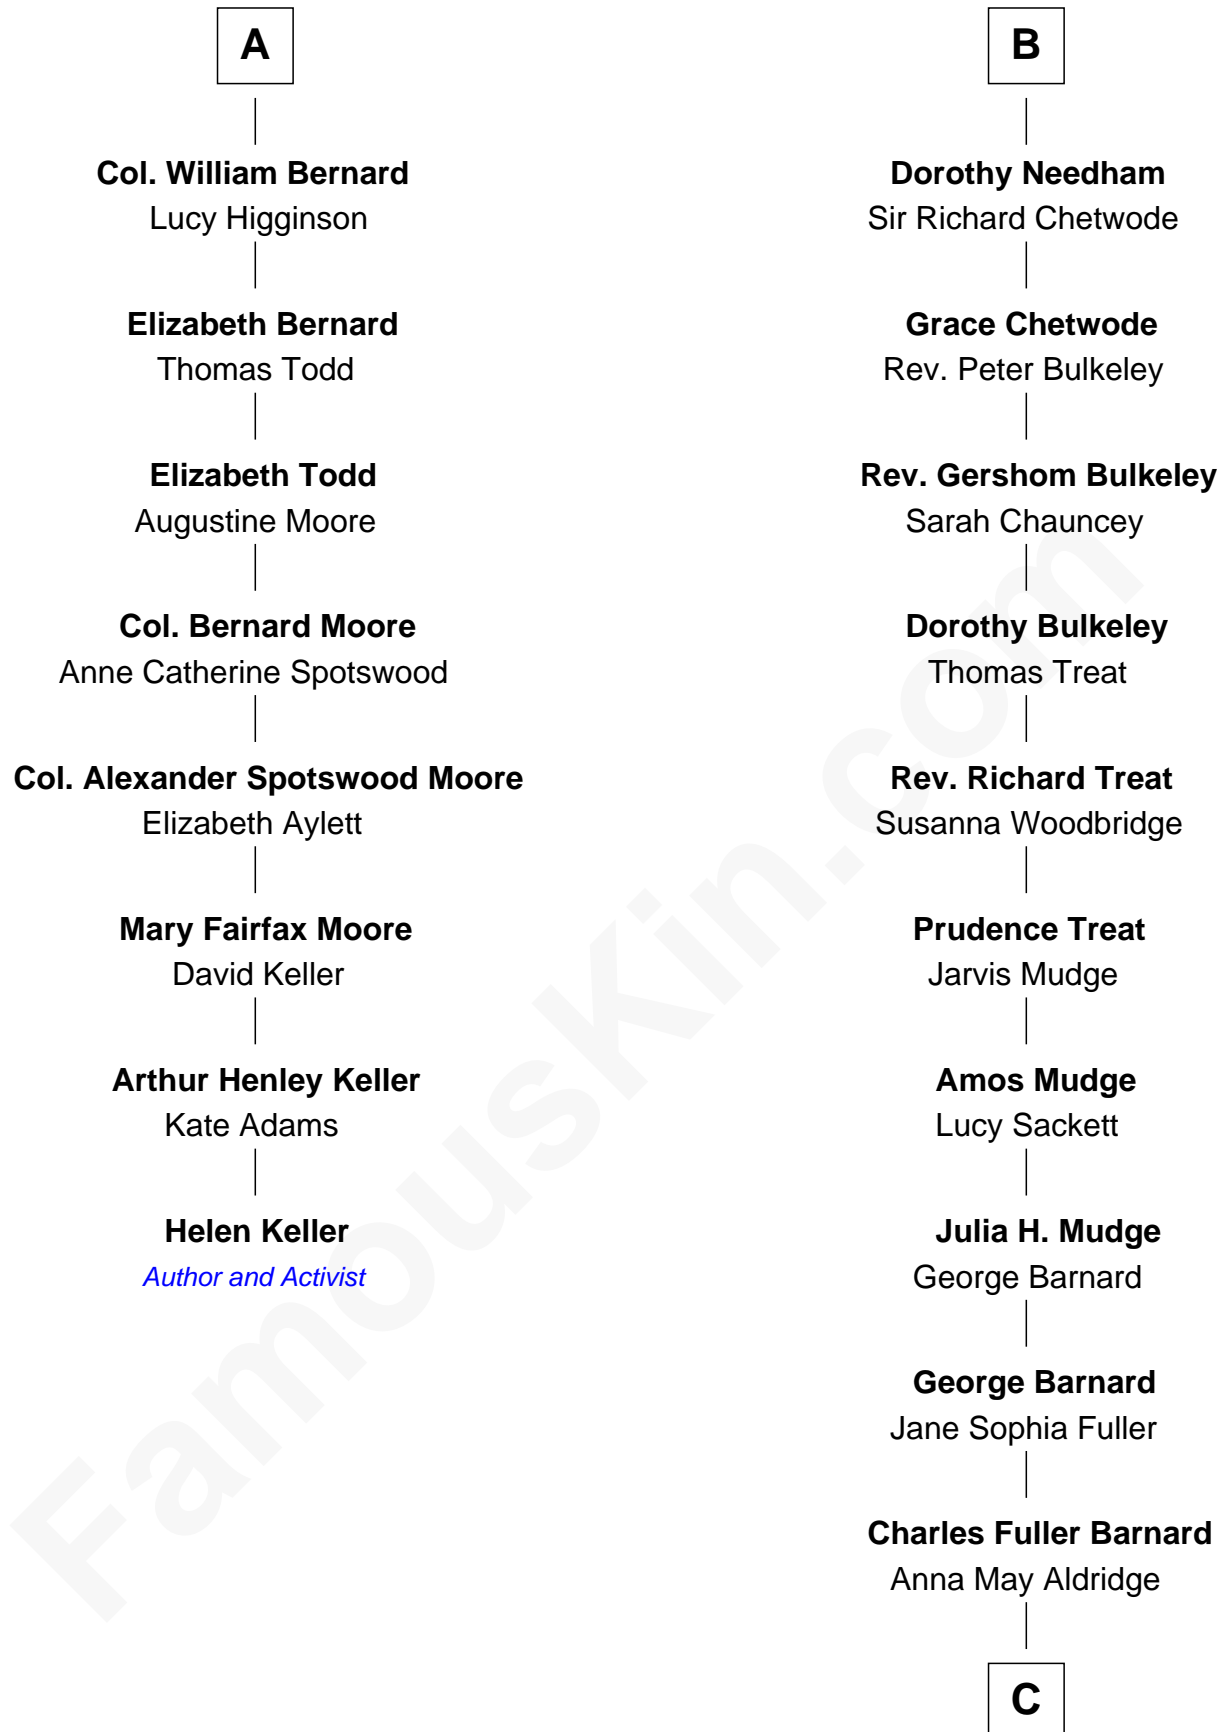 A
Col. William Bernard
Lucy Higginson
Elizabeth Bernard
Thomas Todd
Elizabeth Todd
Augustine Moore
Col. Bernard Moore
Anne Catherine Spotswood
Col. Alexander Spotswood Moore
Elizabeth Aylett
Mary Fairfax Moore
David Keller
Arthur Henley Keller
Kate Adams
Helen Keller
Author and Activist
B
Dorothy Needham
Sir Richard Chetwode
Grace Chetwode
Rev. Peter Bulkeley
Rev. Gershom Bulkeley
Sarah Chauncey
Dorothy Bulkeley
Thomas Treat
Rev. Richard Treat
Susanna Woodbridge
Prudence Treat
Jarvis Mudge
Amos Mudge
Lucy Sackett
Julia H. Mudge
George Barnard
George Barnard
Jane Sophia Fuller
Charles Fuller Barnard
Anna May Aldridge
C
FamousKin.com